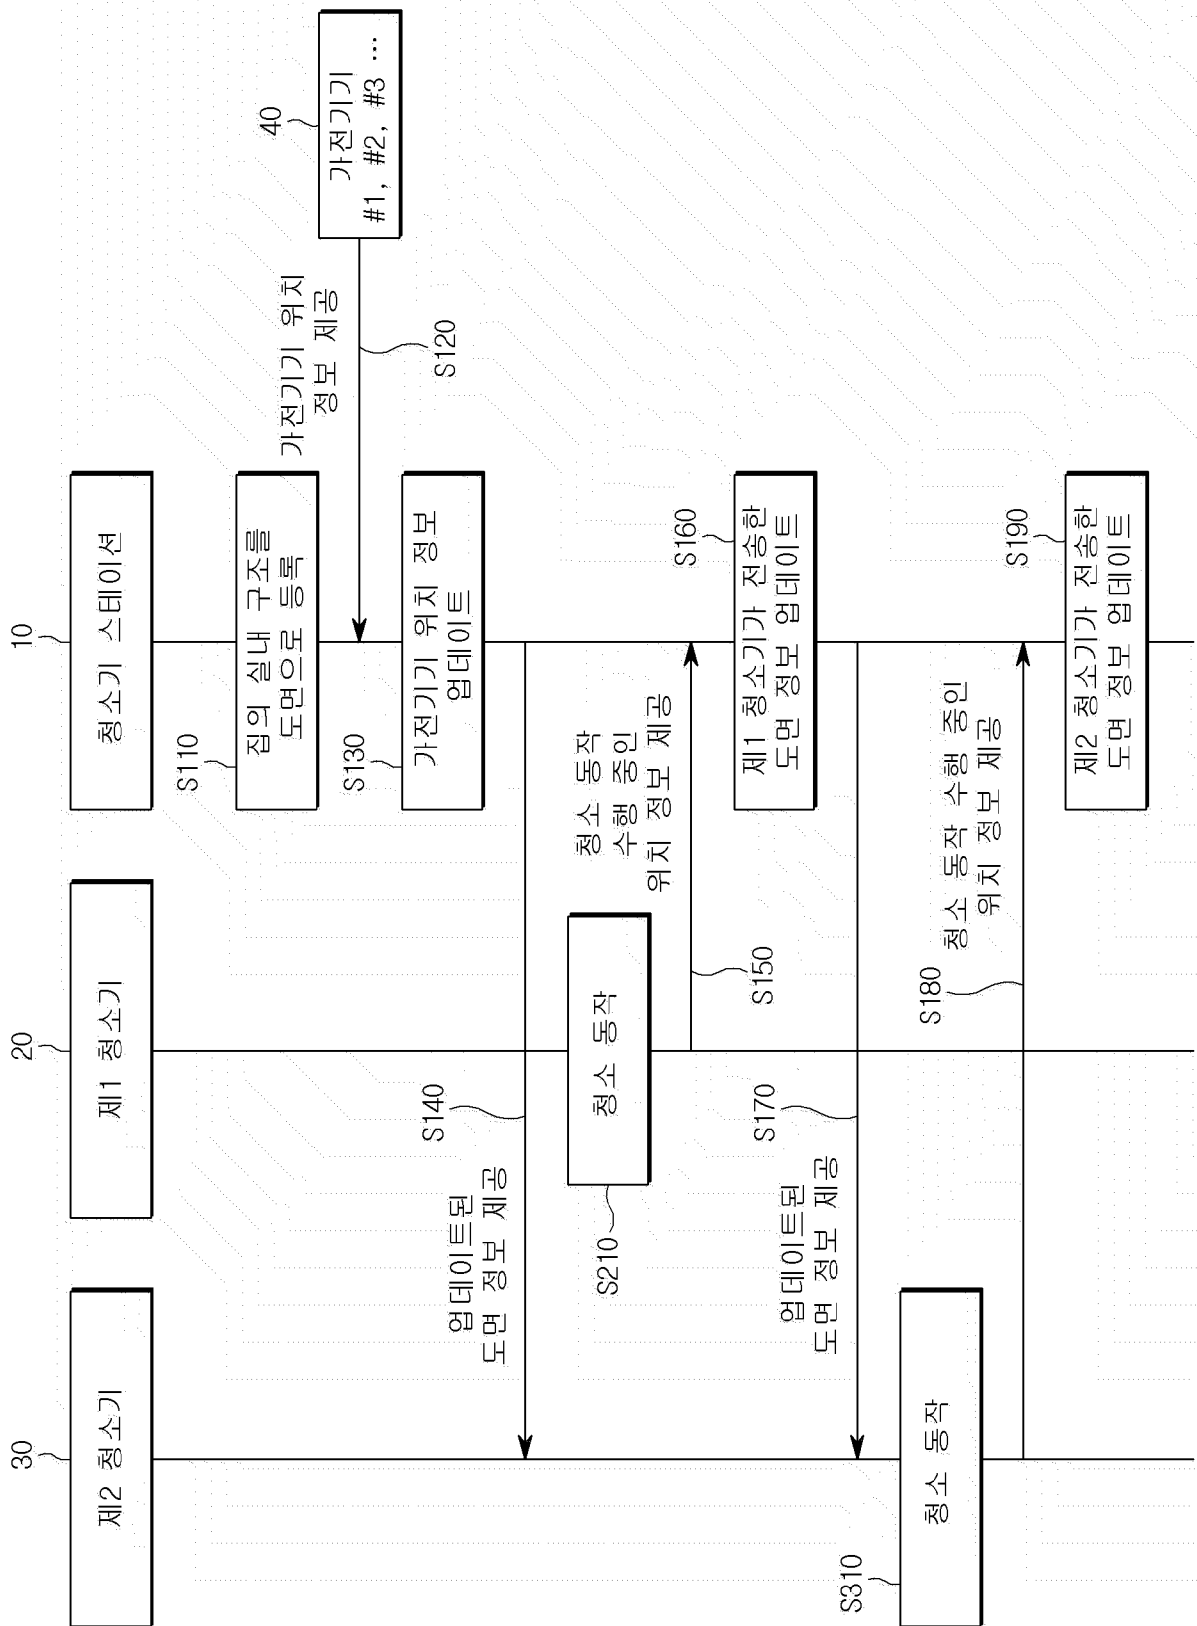 30
20
10
제2 청소기
제1 청소기
청소기 스테이션
S110
집의 실내 구조를
도면으로 등록
40
가전기기
#1, #2, #3 ...
가전기기 위치
정보 제공
S120
S130
가전기기 위치 정보
업데이트
S140
업데이트된
도면 정보 제공
S210
청소 동작
청소 동작
수행 중인
위치 정보 제공
S150
S160
제1 청소기가 전송한
도면 정보 업데이트
S170
업데이트된
도면 정보 제공
S310
청소 동작
S180
청소 동작 수행 중인
위치 정보 제공
S190
제2 청소기가 전송한
도면 정보 업데이트